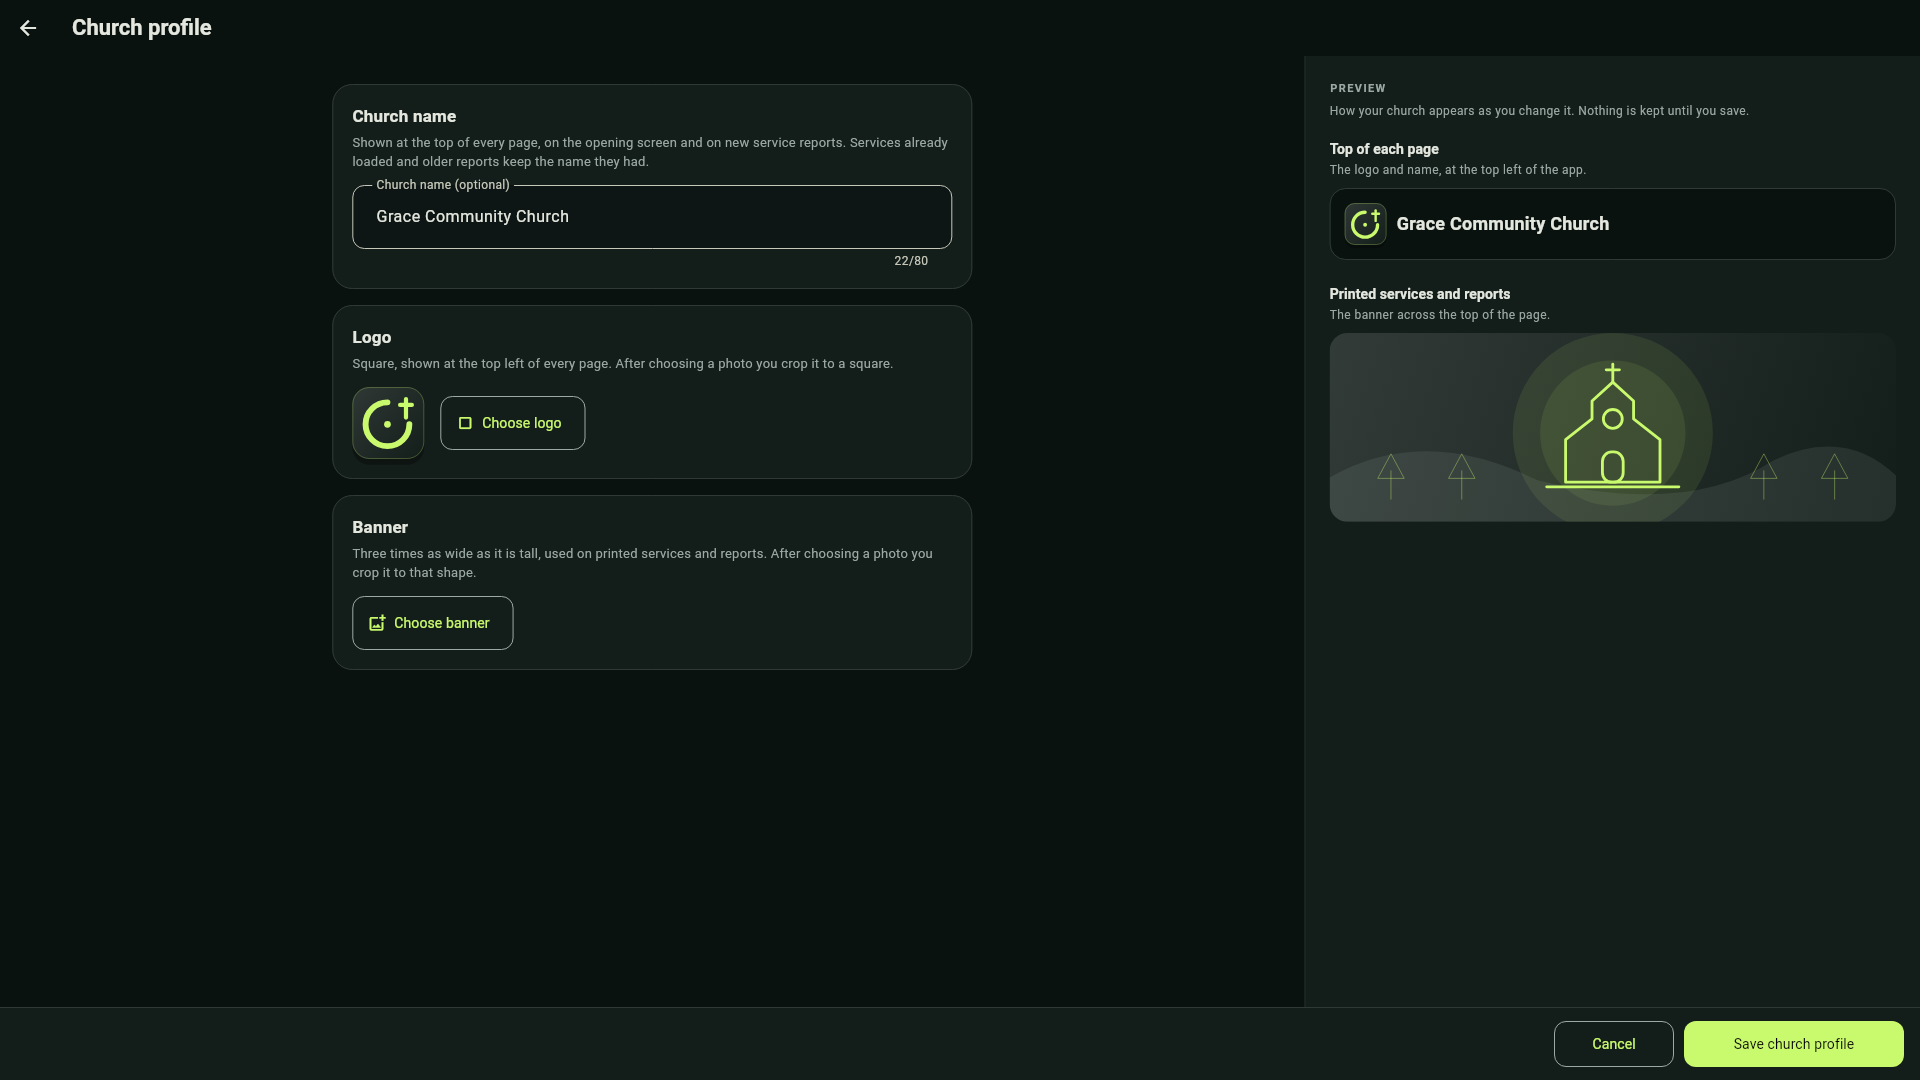 Church profile
Church name
Shown at the top of every page, on the opening screen and on new service reports. Services already
loaded and older reports keep the name they had.
Church name (optional)
Grace Community Church
22/80
Logo
Square, shown at the top left of every page. After choosing a photo you crop it to a square.
Choose logo
Banner
Three times as wide as it is tall, used on printed services and reports. After choosing a photo you
crop it to that shape.
Choose banner
PREVIEW
How your church appears as you change it. Nothing is kept until you save.
Top of each page
The logo and name, at the top left of the app.
Grace Community Church
Printed services and reports
The banner across the top of the page.
Cancel
Save church profile